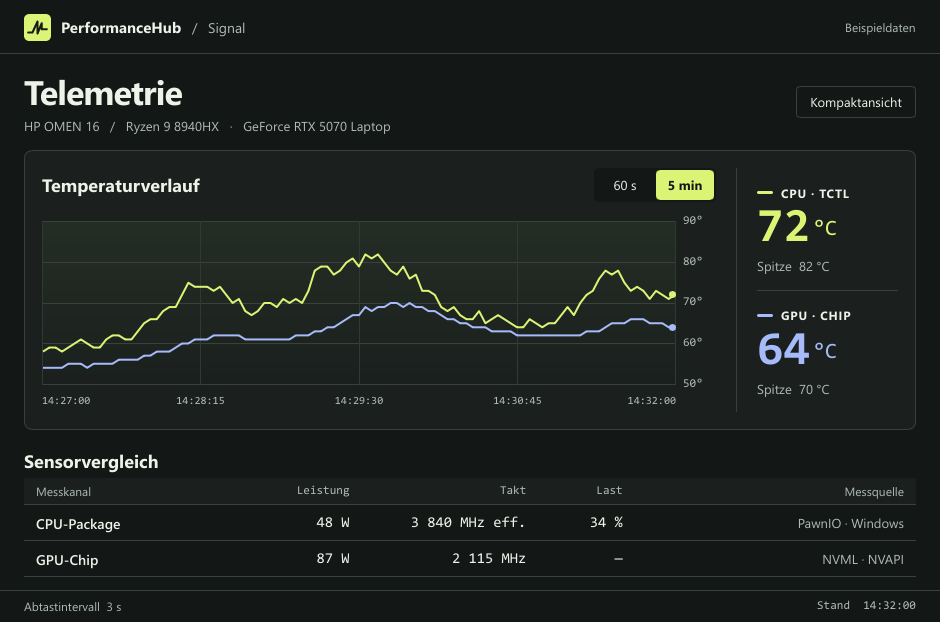 PerformanceHub / Signal
Beispieldaten
Telemetrie
HP OMEN 16 / Ryzen 9 8940HX · GeForce RTX 5070 Laptop
Kompaktansicht
Temperaturverlauf
60 s
5 min
90°
80°
70°
60°
50°
14:27:00 14:28:15 14:29:30 14:30:45 14:32:00
CPU · TCTL
72 °C
Spitze 82 °C
GPU · CHIP
64 °C
Spitze 70 °C
Sensorvergleich
Messkanal Leistung Takt Last Messquelle
CPU-Package 48 W 3 840 MHz eff. 34 % PawnIO · Windows
GPU-Chip 87 W 2 115 MHz — NVML · NVAPI
Abtastintervall 3 s
Stand 14:32:00